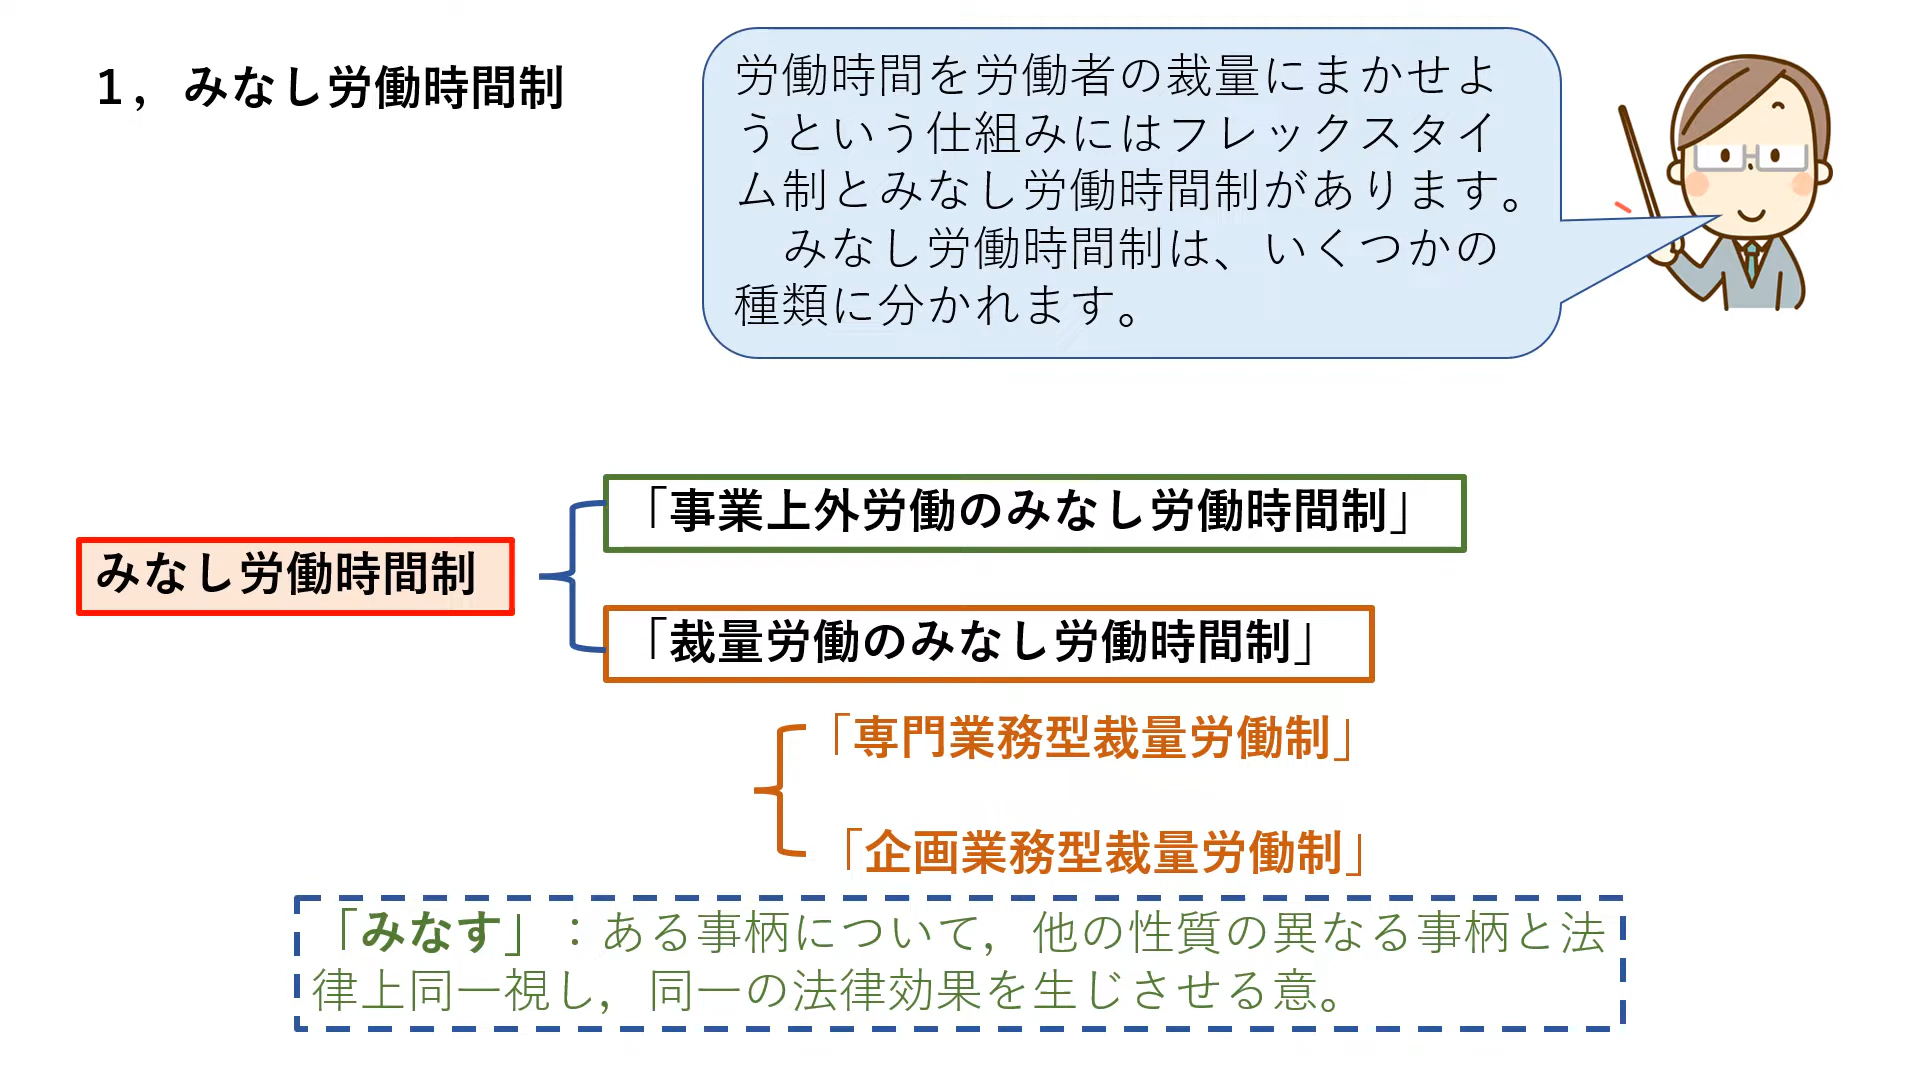 1，みなし労働時間制
労働時間を労働者の裁量にまかせよ
うという仕組みにはフレックスタイ
ム制とみなし労働時間制があります。
　みなし労働時間制は、いくつかの
種類に分かれます。
「事業上外労働のみなし労働時間制」
みなし労働時間制
「裁量労働のみなし労働時間制」
「専門業務型裁量労働制」
「企画業務型裁量労働制」
「みなす」：ある事柄について，他の性質の異なる事柄と法
律上同一視し，同一の法律効果を生じさせる意。